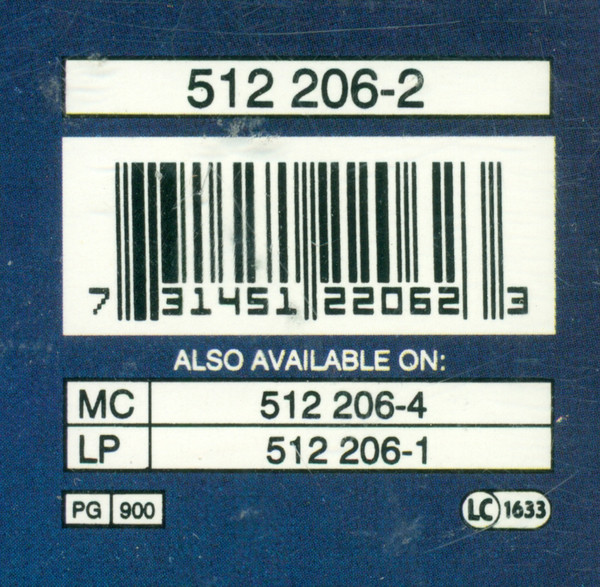 512 206-2
7 31451 22062 3
ALSO AVAILABLE ON:
MC 512 206-4
LP 512 206-1
PG 900 LC 1633